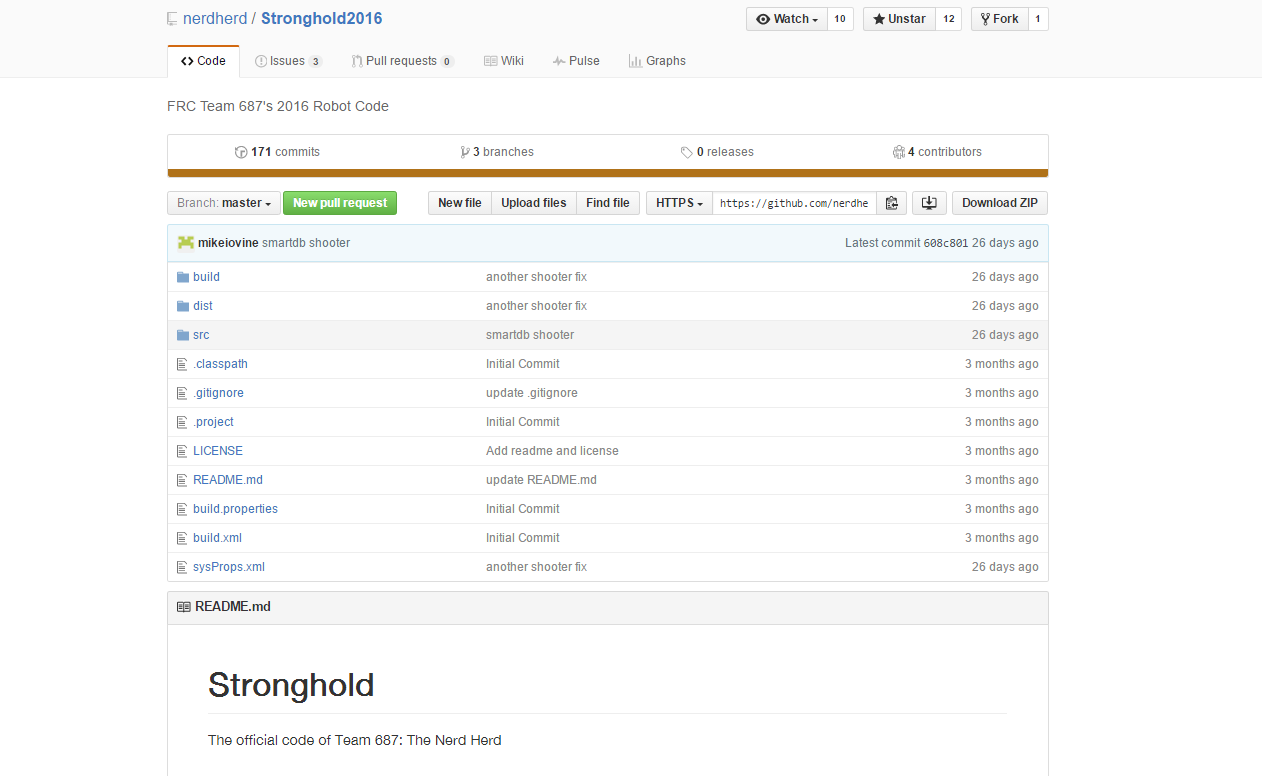 nerdherd / Stronghold2016 Watch 10 Unstar 12 Fork 1
Code Issues 3 Pull requests 0 Wiki Pulse Graphs
FRC Team 687's 2016 Robot Code
171 commits 3 branches 0 releases 4 contributors
Branch: master New pull request New file Upload files Find file HTTPS https://github.com/nerdhe Download ZIP
mikeiovine smartdb shooter Latest commit 608c801 26 days ago
build another shooter fix 26 days ago
dist another shooter fix 26 days ago
src smartdb shooter 26 days ago
.classpath Initial Commit 3 months ago
.gitignore update .gitignore 3 months ago
.project Initial Commit 3 months ago
LICENSE Add readme and license 3 months ago
README.md update README.md 3 months ago
build.properties Initial Commit 3 months ago
build.xml Initial Commit 3 months ago
sysProps.xml another shooter fix 26 days ago
README.md
Stronghold
The official code of Team 687: The Nerd Herd